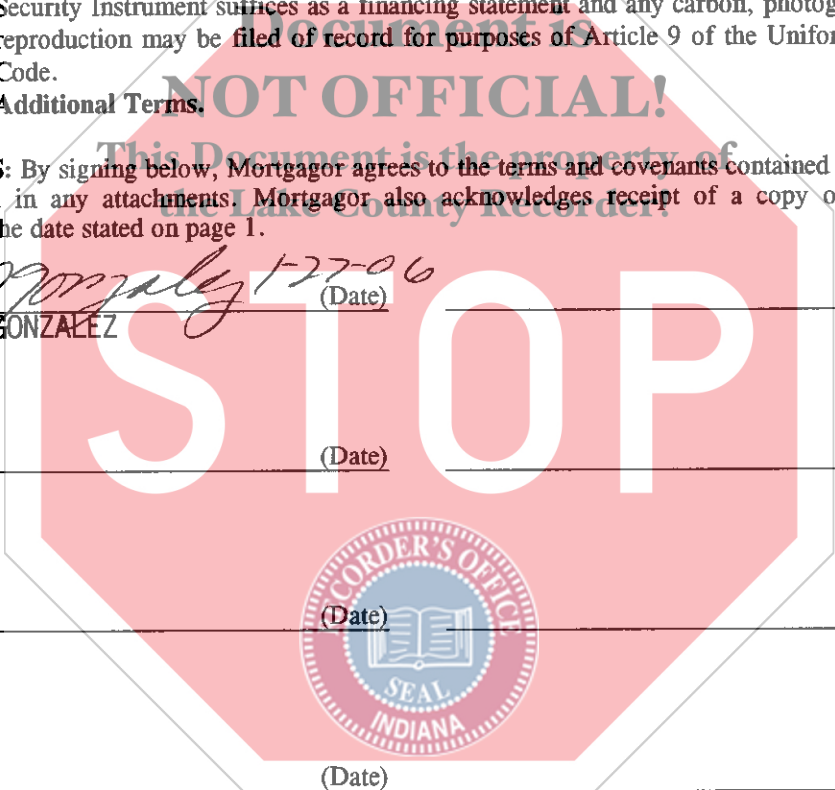 Security Instrument suffices as a financing statement and any carbon, photog
Document is
reproduction may be filed of record for purposes of Article 9 of the Unifor
Code.
NOT OFFICIAL!
Additional Terms.
This Document is the property of
S: By signing below, Mortgagor agrees to the terms and covenants contained
in any attachments. Mortgagor also acknowledges receipt of a copy o
the Lake County Recorder!
he date stated on page 1.
Gonzalez 1-27-06
(Date)
GONZALEZ
STOP
(Date)
RECORDER'S OFFICE
(Date)
SEAL
INDIANA
(Date)